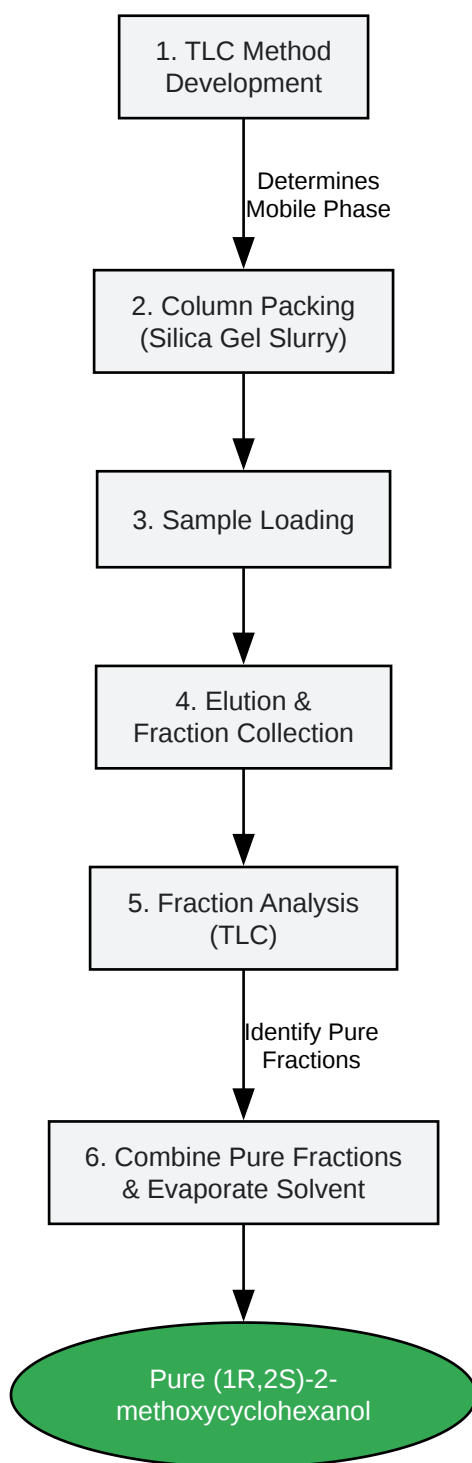 1. TLC Method
Development
Determines
Mobile Phase
2. Column Packing
(Silica Gel Slurry)
3. Sample Loading
4. Elution &
Fraction Collection
5. Fraction Analysis
(TLC)
Identify Pure
Fractions
6. Combine Pure Fractions
& Evaporate Solvent
Pure (1R,2S)-2-
methoxycyclohexanol